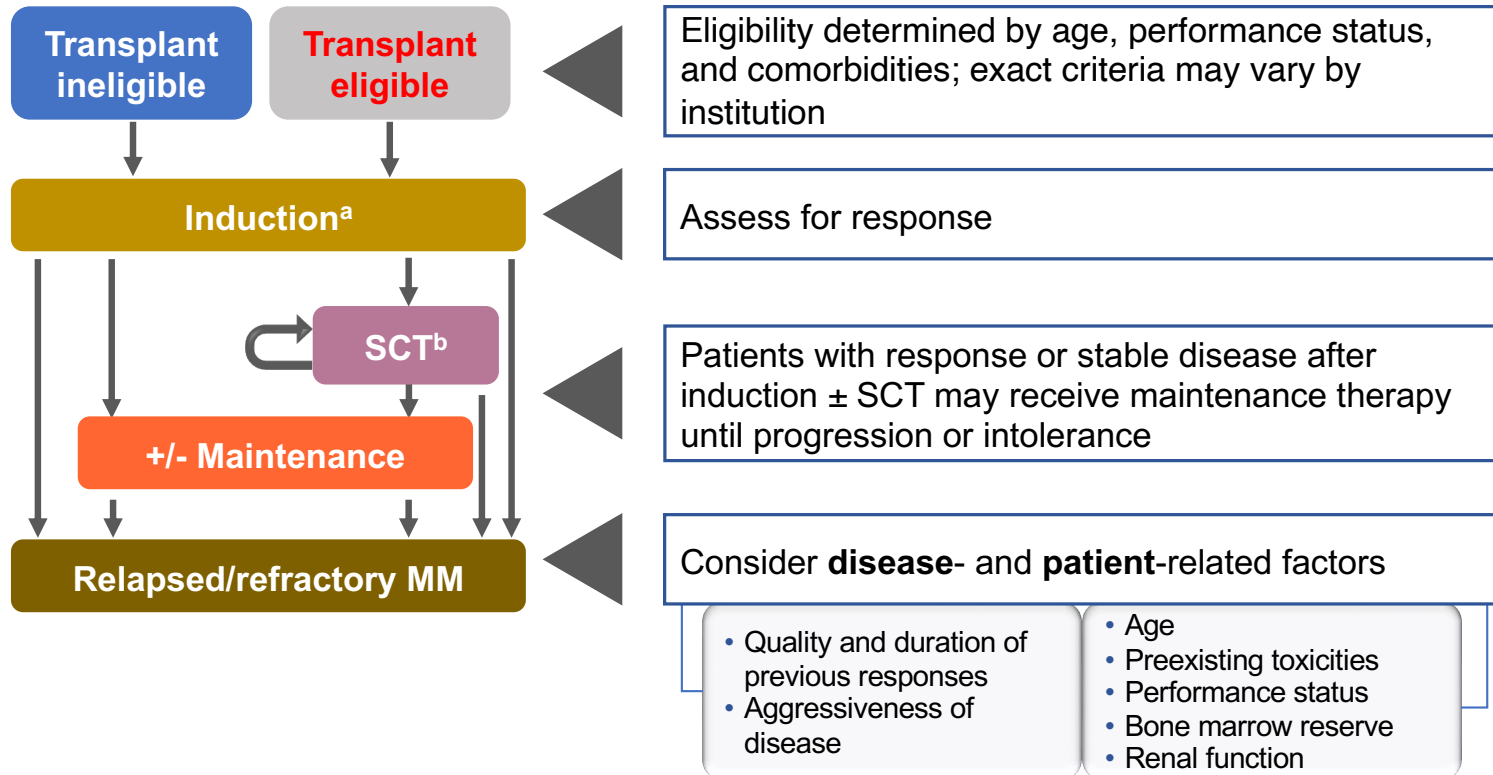 Transplant
ineligible
Transplant
eligible
Eligibility determined by age, performance status,
and comorbidities; exact criteria may vary by
institution
Inductionᵃ
Assess for response
SCTᵇ
Patients with response or stable disease after
induction ± SCT may receive maintenance therapy
until progression or intolerance
+/- Maintenance
Relapsed/refractory MM
Consider disease- and patient-related factors
• Quality and duration of
previous responses
• Aggressiveness of
disease
• Age
• Preexisting toxicities
• Performance status
• Bone marrow reserve
• Renal function